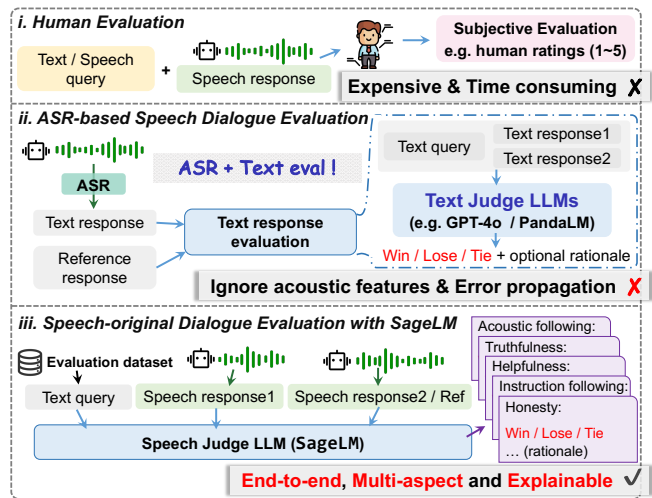 i. Human Evaluation
Text / Speech
query
+
Speech response
Subjective Evaluation
e.g. human ratings (1~5)
Expensive & Time consuming ✗
ii. ASR-based Speech Dialogue Evaluation
ASR
ASR + Text eval !
Text response
Reference
response
Text response
evaluation
Text query
Text response1
Text response2
Text Judge LLMs
(e.g. GPT-4o / PandaLM)
Win / Lose / Tie + optional rationale
Ignore acoustic features & Error propagation ✗
iii. Speech-original Dialogue Evaluation with SageLM
Evaluation dataset
Text query
Speech response1
Speech response2 / Ref
Speech Judge LLM (SageLM)
Acoustic following:
Truthfulness:
Helpfulness:
Instruction following:
Honesty:
Win / Lose / Tie
... (rationale)
End-to-end, Multi-aspect and Explainable ✓